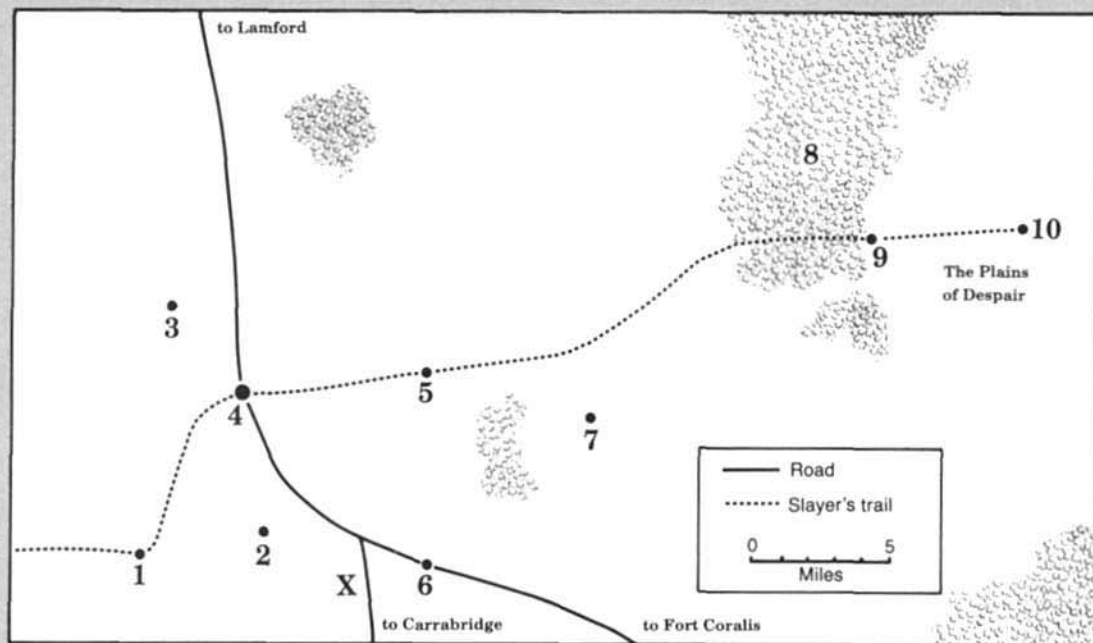 to Lamford
8
10
9
The Plains
of Despair
3
5
4
7
Road
Slayer's trail
0 5
Miles
2
1
6
X
to Carrabridge
to Fort Coralis